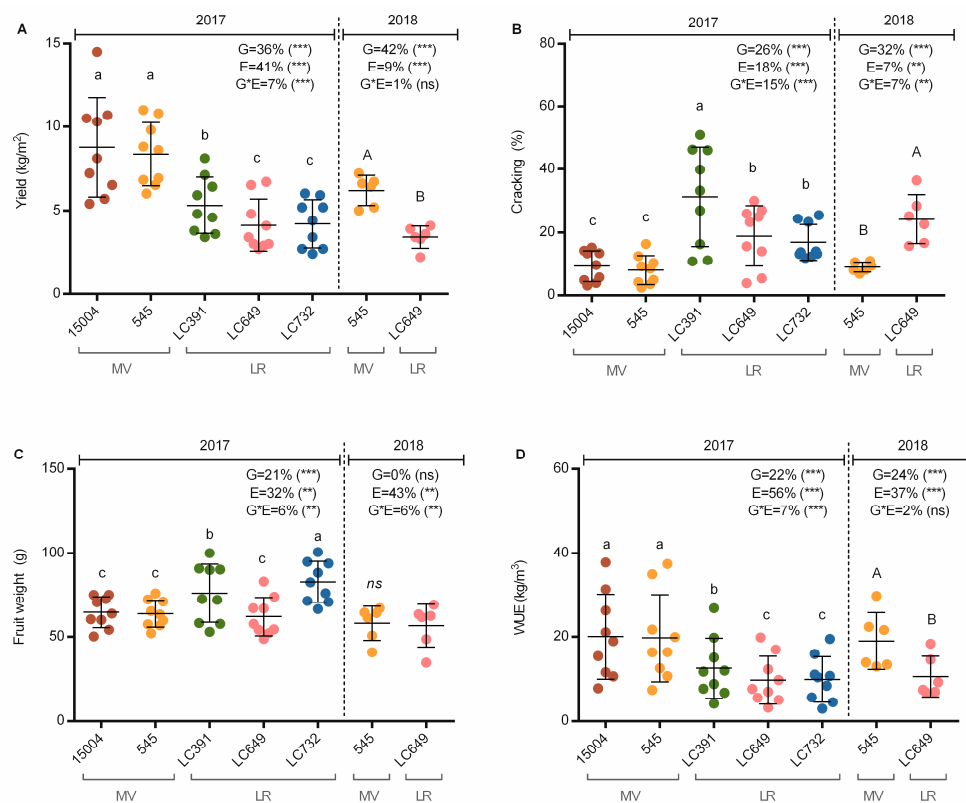 A
2017
2018
G=36% (***)
E=41% (***)
G*E=7% (***)
G=42% (***)
E=9% (***)
G*E=1% (ns)
Yield (kg/m²)
15
10
5
0
a
a
b
c
c
A
B
15004
545
LC391
LC649
LC732
545
LC649
MV
LR
MV
LR
B
2017
2018
G=26% (***)
E=18% (***)
G*E=15% (***)
G=32% (***)
E=7% (**)
G*E=7% (**)
Cracking (%)
80
60
40
20
0
c
c
a
b
b
B
A
15004
545
LC391
LC649
LC732
545
LC649
MV
LR
MV
LR
C
2017
2018
G=21% (***)
E=32% (**)
G*E=6% (**)
G=0% (ns)
E=43% (**)
G*E=6% (**)
Fruit weight (g)
150
100
50
0
c
c
b
c
a
ns
15004
545
LC391
LC649
LC732
545
LC649
MV
LR
MV
LR
D
2017
2018
G=22% (***)
E=56% (***)
G*E=7% (***)
G=24% (***)
E=37% (***)
G*E=2% (ns)
WUE (kg/m³)
60
40
20
0
a
a
b
c
c
A
B
15004
545
LC391
LC649
LC732
545
LC649
MV
LR
MV
LR